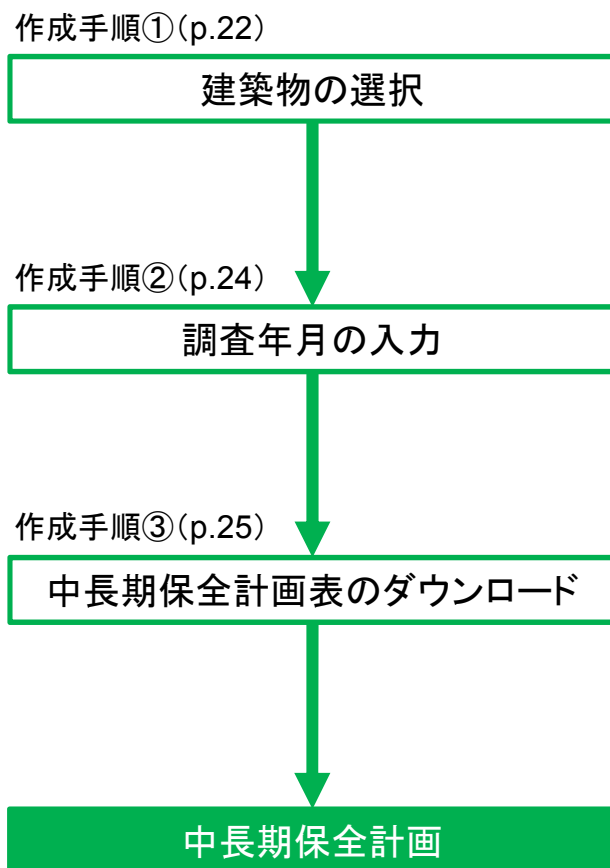 作成手順①(p.22)
建築物の選択
作成手順②(p.24)
調査年月の入力
作成手順③(p.25)
中長期保全計画表のダウンロード
中長期保全計画